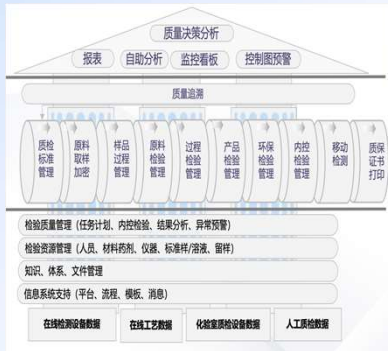 质量决策分析
报表
自助分析
监控看板
控制图预警
质量追溯
质检标准管理
原料取样加密
样品过程管理
原料检验管理
过程检验管理
产品检验管理
环保检验管理
内控检验管理
移动检测
质保证书打印
检验质量管理（任务计划、内控检验、结果分析、异常预警）
检验资源管理（人员、材料药剂、仪器、标准样/溶液、留样）
知识、体系、文件管理
信息系统支持（平台、流程、模板、消息）
在线检测设备数据
在线工艺数据
化验室质检设备数据
人工质检数据